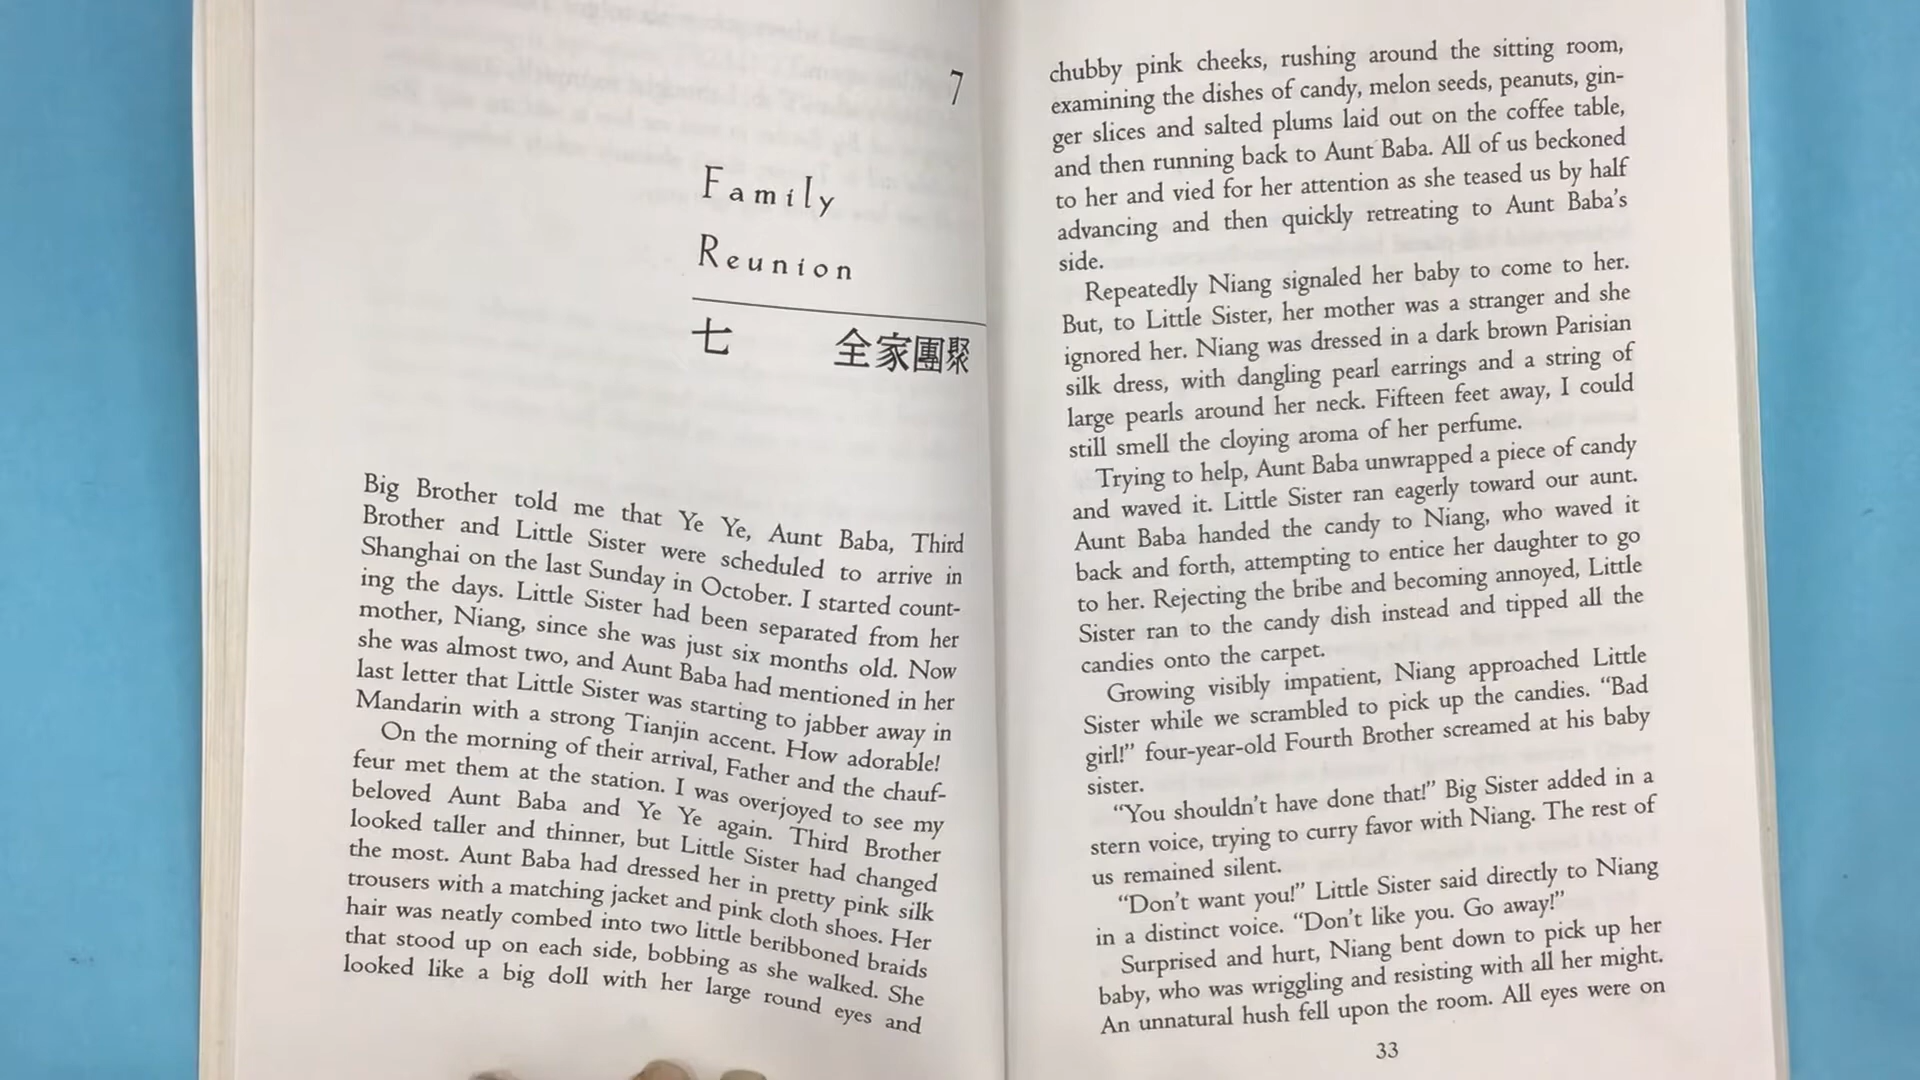 7
Family
Reunion
七 全家團聚
Big Brother told me that Ye Ye, Aunt Baba, Third
Brother and Little Sister were scheduled to arrive in
Shanghai on the last Sunday in October. I started count-
ing the days. Little Sister had been separated from her
mother, Niang, since she was just six months old. Now
she was almost two, and Aunt Baba had mentioned in her
last letter that Little Sister was starting to jabber away in
Mandarin with a strong Tianjin accent. How adorable!
On the morning of their arrival, Father and the chauf-
feur met them at the station. I was overjoyed to see my
beloved Aunt Baba and Ye Ye again. Third Brother
looked taller and thinner, but Little Sister had changed
the most. Aunt Baba had dressed her in pretty pink silk
trousers with a matching jacket and pink cloth shoes. Her
hair was neatly combed into two little beribboned braids
that stood up on each side, bobbing as she walked. She
looked like a big doll with her large round eyes and
chubby pink cheeks, rushing around the sitting room,
examining the dishes of candy, melon seeds, peanuts, gin-
ger slices and salted plums laid out on the coffee table,
and then running back to Aunt Baba. All of us beckoned
to her and vied for her attention as she teased us by half
advancing and then quickly retreating to Aunt Baba's
side.
Repeatedly Niang signaled her baby to come to her.
But, to Little Sister, her mother was a stranger and she
ignored her. Niang was dressed in a dark brown Parisian
silk dress, with dangling pearl earrings and a string of
large pearls around her neck. Fifteen feet away, I could
still smell the cloying aroma of her perfume.
Trying to help, Aunt Baba unwrapped a piece of candy
and waved it. Little Sister ran eagerly toward our aunt.
Aunt Baba handed the candy to Niang, who waved it
back and forth, attempting to entice her daughter to go
to her. Rejecting the bribe and becoming annoyed, Little
Sister ran to the candy dish instead and tipped all the
candies onto the carpet.
Growing visibly impatient, Niang approached Little
Sister while we scrambled to pick up the candies. “Bad
girl!” four-year-old Fourth Brother screamed at his baby
sister.
“You shouldn't have done that!” Big Sister added in a
stern voice, trying to curry favor with Niang. The rest of
us remained silent.
“Don't want you!” Little Sister said directly to Niang
in a distinct voice. “Don't like you. Go away!”
Surprised and hurt, Niang bent down to pick up her
baby, who was wriggling and resisting with all her might.
An unnatural hush fell upon the room. All eyes were on
33